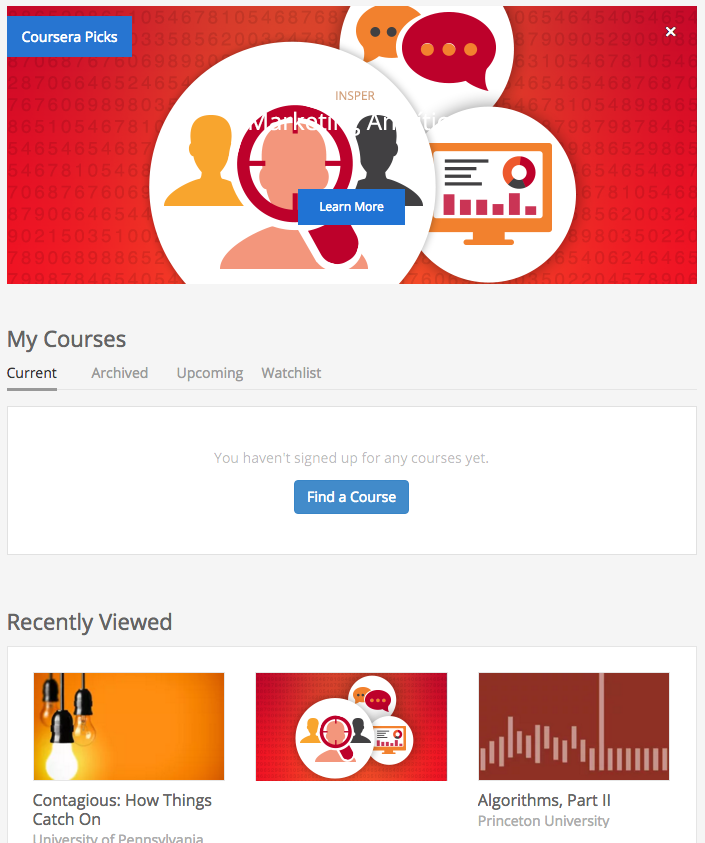 Coursera Picks
×
INSPER
Marketing Analytics
Learn More
My Courses
Current Archived Upcoming Watchlist
You haven't signed up for any courses yet.
Find a Course
Recently Viewed
Contagious: How Things
Catch On
University of Pennsylvania
Algorithms, Part II
Princeton University